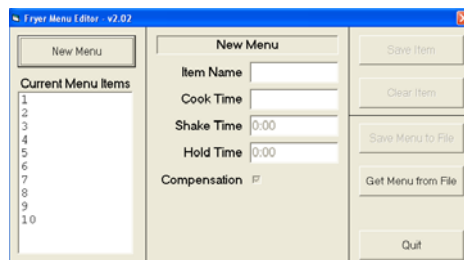 Fryer Menu Editor - v2.02
New Menu
Current Menu Items
1
2
3
4
5
6
7
8
9
10
New Menu
Item Name
Cook Time
Shake Time 0:00
Hold Time 0:00
Compensation
Save Item
Clear Item
Save Menu to File
Get Menu from File
Quit